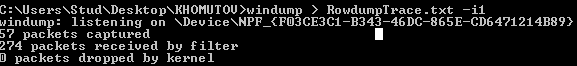 C:\Users\Stud\Desktop\KHOMUTOV>windump > RowdumpTrace.txt -i1
windump: listening on \Device\NPF_{F03CE3C1-B343-46DC-865E-CD6471214B89}
57 packets captured
274 packets received by filter
0 packets dropped by kernel